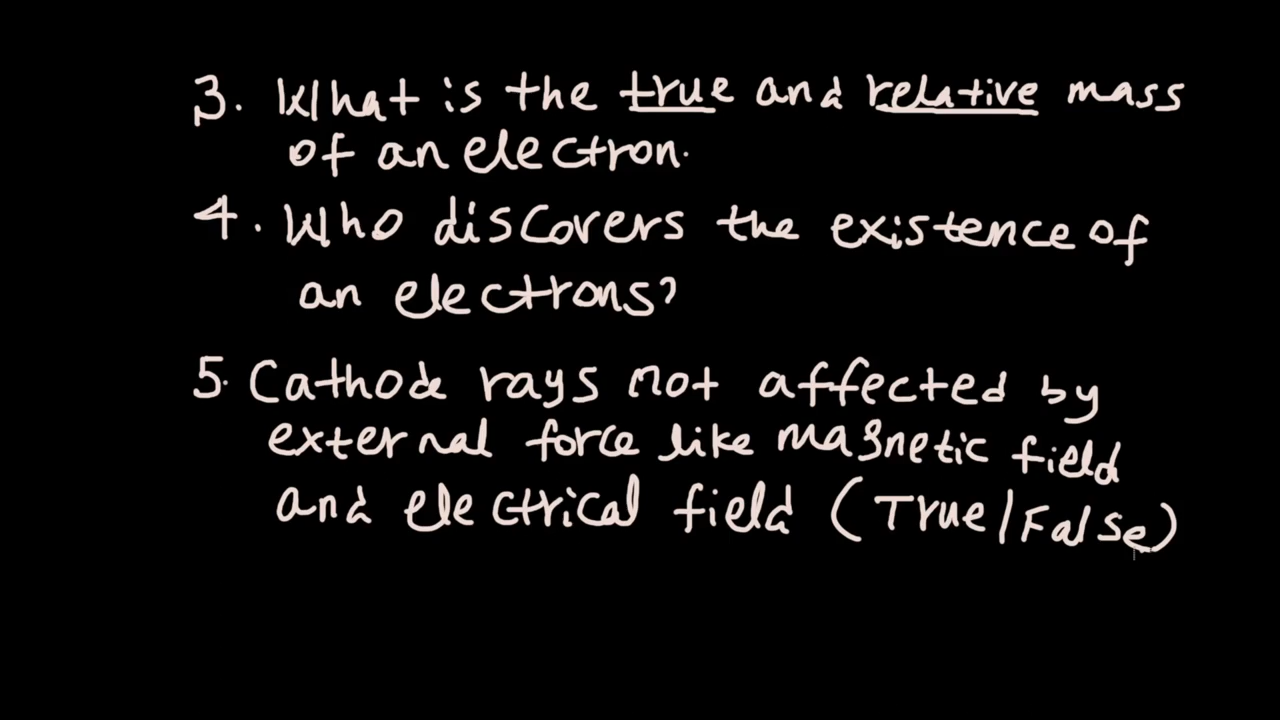 3. What is the true and relative mass
of an electron.
4. Who discovers the existence of
an electrons?
5. Cathode rays not affected by
external force like magnetic field
and electrical field (True/False)